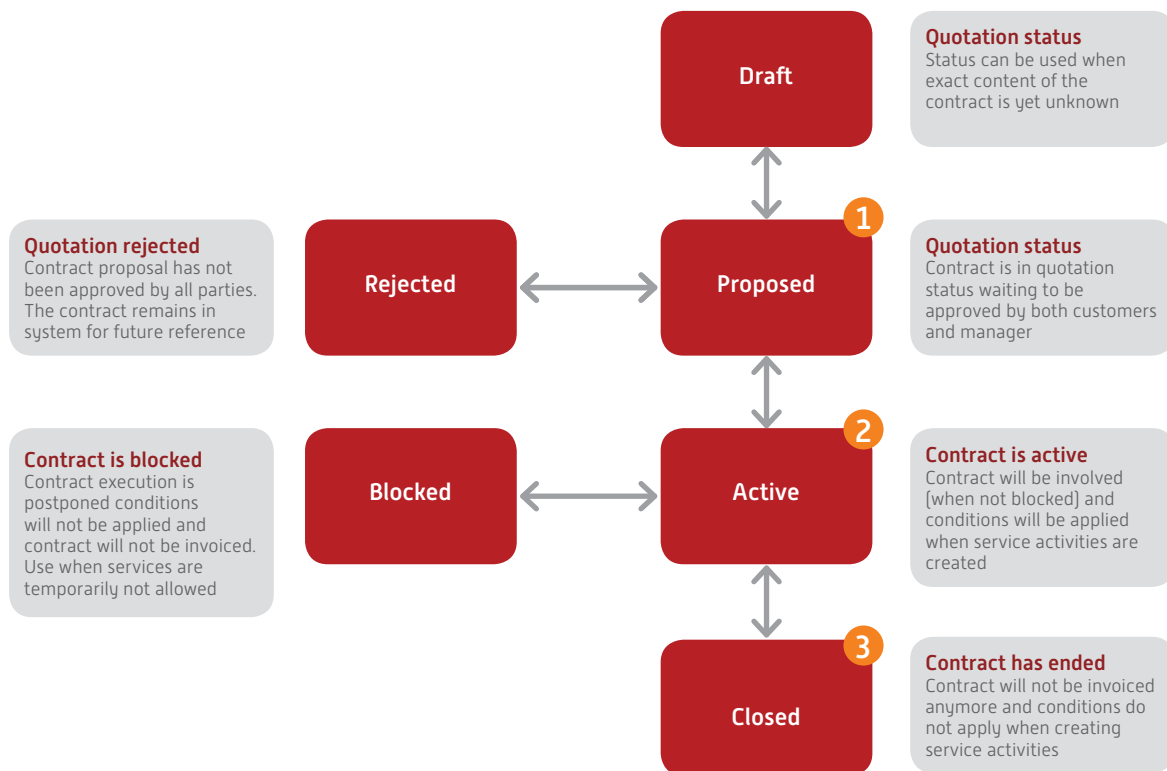 Draft
Quotation status
Status can be used when
exact content of the
contract is yet unknown
Quotation rejected
Contract proposal has not
been approved by all parties.
The contract remains in
system for future reference
Rejected
1
Proposed
Quotation status
Contract is in quotation
status waiting to be
approved by both customers
and manager
Contract is blocked
Contract execution is
postponed conditions
will not be applied and
contract will not be invoiced.
Use when services are
temporarily not allowed
Blocked
2
Active
Contract is active
Contract will be involved
(when not blocked) and
conditions will be applied
when service activities are
created
3
Closed
Contract has ended
Contract will not be invoiced
anymore and conditions do
not apply when creating
service activities